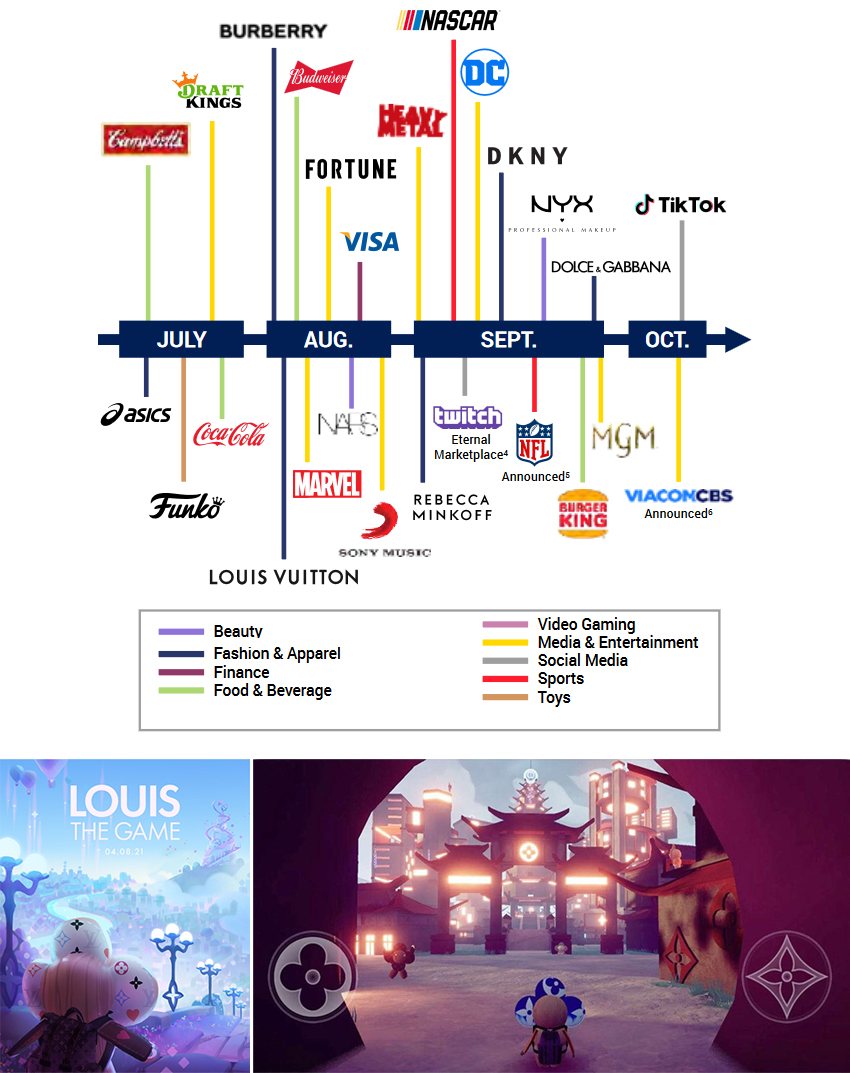 NASCAR
BURBERRY
DC
Budweiser
DRAFT
KINGS
HEAVY
METAL
Campbell's
FORTUNE
DKNY
NYX
PROFESSIONAL MAKEUP
TikTok
VISA
DOLCE & GABBANA
JULY
AUG.
SEPT.
OCT.
asics
Coca-Cola
NARS
twitch
Eternal
Marketplace4
NFL
Announced5
MGM
MARVEL
Funko
REBECCA
MINKOFF
BURGER
KING
VIACOMCBS
Announced6
SONY MUSIC
LOUIS VUITTON
Beauty
Fashion & Apparel
Finance
Food & Beverage
Video Gaming
Media & Entertainment
Social Media
Sports
Toys
LOUIS
THE GAME
04.08.21